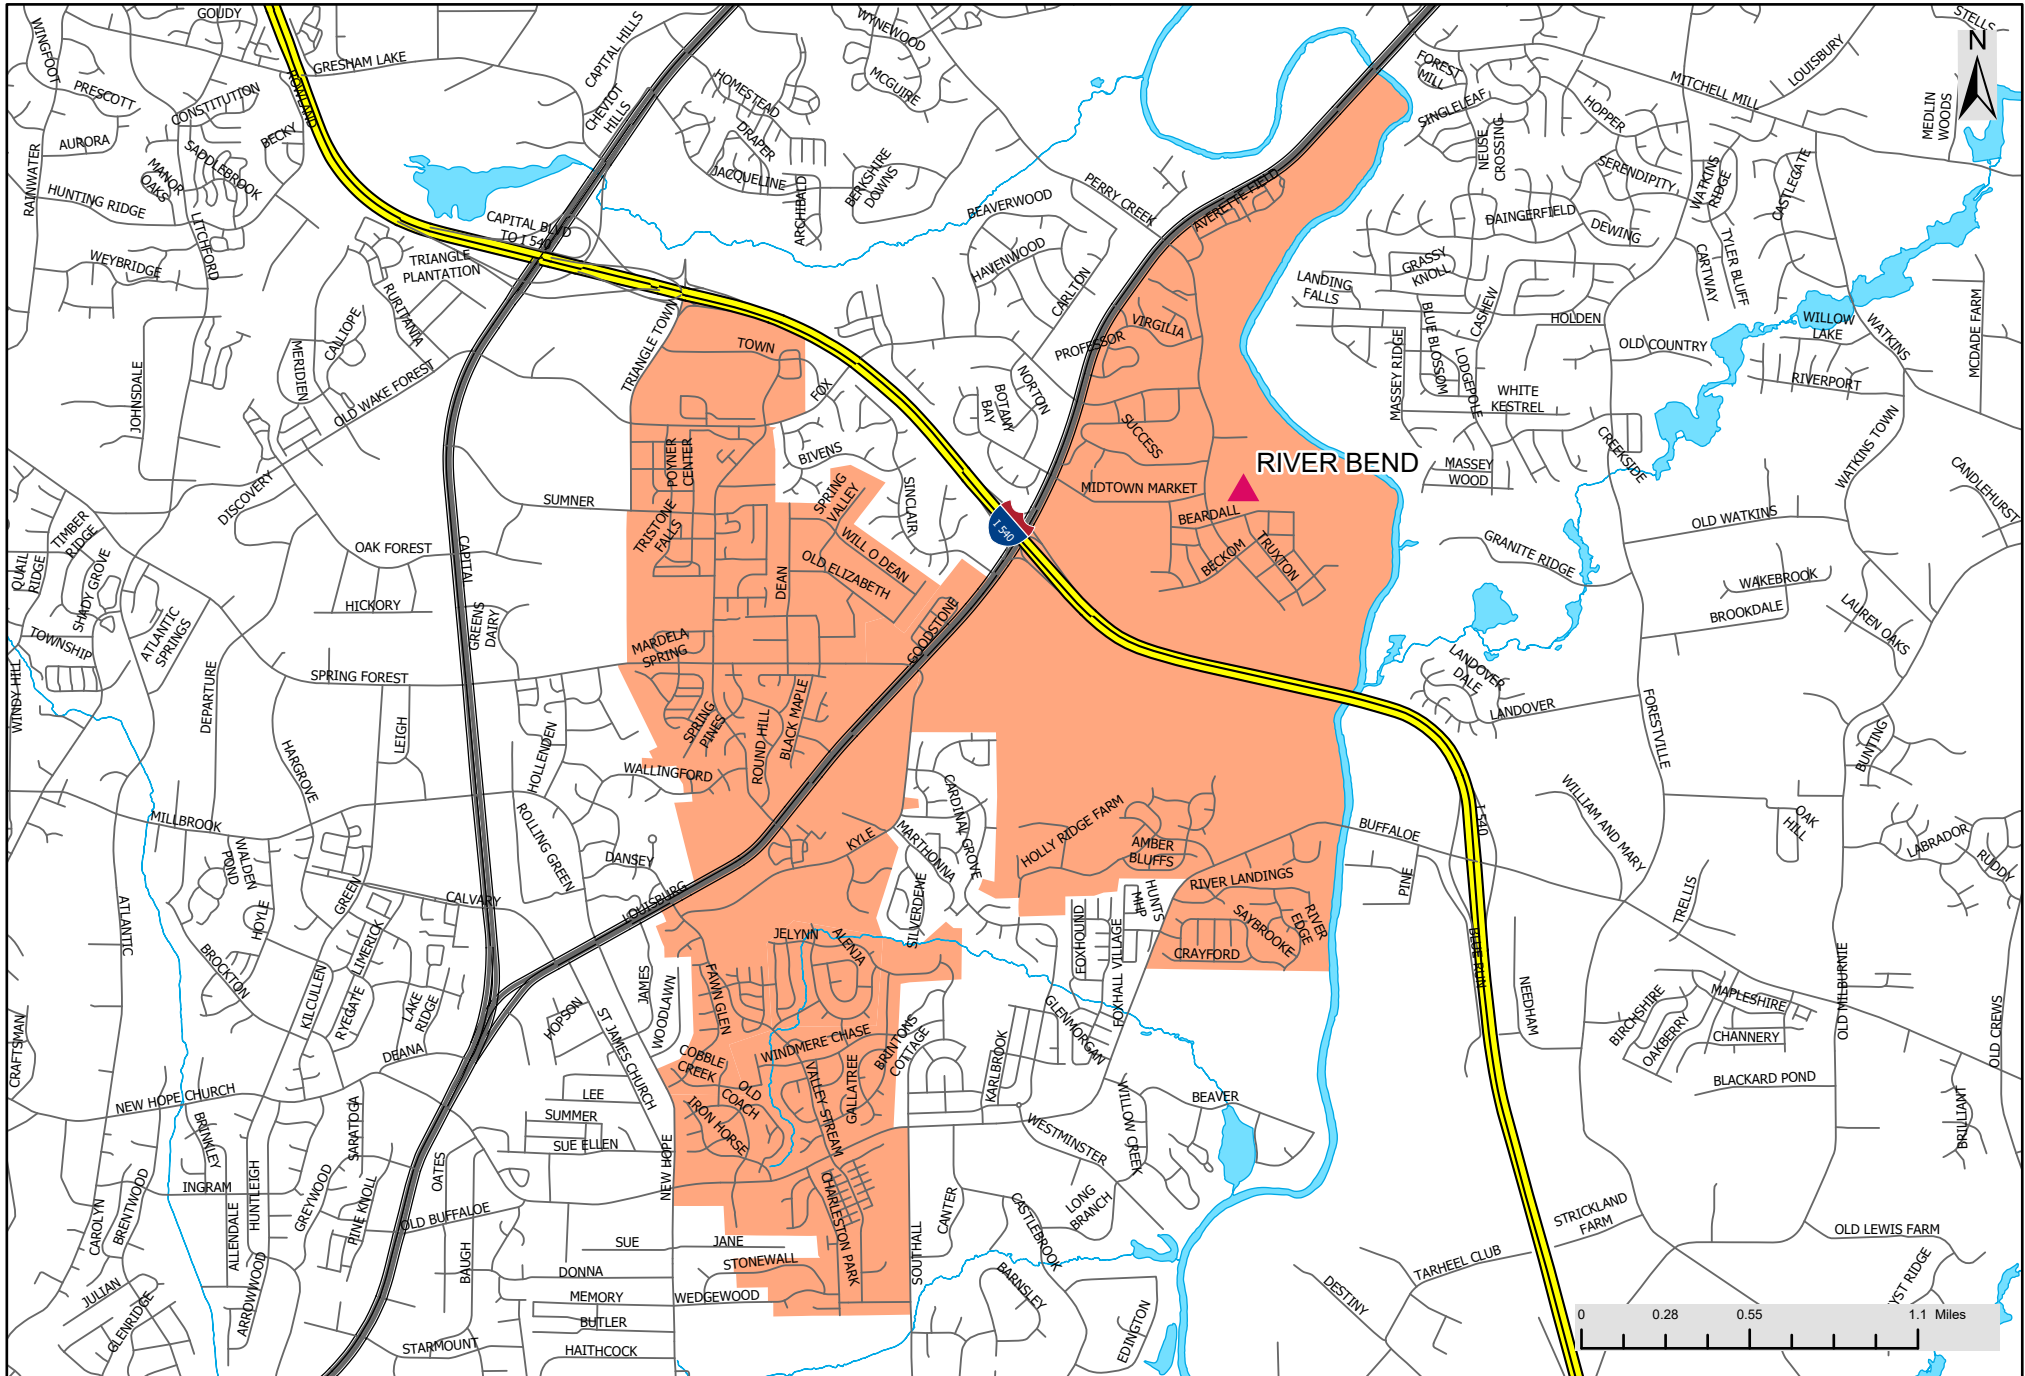 GOUDY
WINGFOOT
GRESHAM LAKE
ROWLAND
PRESCOTT
CONSTITUTION
BECKY
AURORA
SADDLEBROOK
MANOR
OAKS
RAINWATER
HUNTING RIDGE
LITCHFORD
WEYBRIDGE
CAPITAL HILLS
CHEVIOT
HILLS
HOMESTEAD
DRAPER
JACQUELINE
ARCHIBALD
BERKSHIRE
DOWNS
WYNEWOOD
MCGUIRE
CAPITAL BLVD
TO I 540
TRIANGLE
PLANTATION
RURITANIA
CALLIOPE
MERIDIEN
OLD WAKE FOREST
JOHNSDALE
DISCOVERY
TRIANGLE TOWN
TOWN
FOX
BEAVERWOOD
PERRY CREEK
HAVENWOOD
CARLTON
AVERETTE FIELD
VIRGILIA
PROFESSOR
NORTON
BOTANY
BAY
SUCCESS
MIDTOWN MARKET
BEARDALL
BECKOM
TRUXTON
RIVER BEND
FOREST
MILL
SINGLELEAF
NEUSE
CROSSING
HOPPER
MITCHELL MILL
LOUISBURY
STELLS
N
MEDLIN
WOODS
SERENDIPITY
WATKINS
RIDGE
CASTLEGATE
DAINGERFIELD
DEWING
TYLER BLUFF
CARTWAY
GRASSY
KNOLL
LANDING
FALLS
BLUE BLOSSOM
CASHEW
HOLDEN
MASSEY RIDGE
LODGEPOLE
WHITE
KESTREL
OLD COUNTRY
WILLOW
LAKE
WATKINS
MCDADE FARM
RIVERPORT
CREEKSIDE
MASSEY
WOOD
WATKINS TOWN
CANDLEHURST
OLD WATKINS
GRANITE RIDGE
WAKEBROOK
BROOKDALE
LAUREN OAKS
LANDOVER
DALE
LANDOVER
FORESTVILLE
BUNTING
POYNER
CENTER
BIVENS
SPRING
VALLEY
SINCLAIR
I 540
SUMNER
TRISTONE
FALLS
WILL O DEAN
OLD ELIZABETH
DEAN
GOODSTONE
OAK FOREST
CAPITAL
HICKORY
GREENS
DAIRY
TIMBER
RIDGE
QUAIL
RIDGE
SHADY GROVE
TOWNSHIP
ATLANTIC
SPRINGS
WINDY HILL
DEPARTURE
SPRING FOREST
MARDELA
SPRING
LEIGH
HARGROVE
HOLLENDEN
SPRING
PINES
ROUND HILL
BLACK MAPLE
WALLINGFORD
MILLBROOK
ROLLING GREEN
DANSEY
WALDEN
POND
GREEN
CALVARY
LOUISBURG
KYLE
MARTHONNA
CARDINAL GROVE
HOLLY RIDGE FARM
AMBER
BLUFFS
BUFFALOE
PINE
I 540
WILLIAM AND MARY
OAK
HILL
LABRADOR
RUDDY
TRELLIS
RIVER LANDINGS
HUNTS
MHP
SAYBROOKE
RIVER
EDGE
CRAYFORD
SILVERDENE
FOXHOUND
FOXHALL VILLAGE
JELYNN
ALENJA
ATLANTIC
HOYLE
BROCKTON
LIMERICK
KILCULLEN
RYEGATE
LAKE
RIDGE
JAMES
WOODLAWN
FAWN GLEN
HOPSON
ST JAMES CHURCH
DEANA
COBBLE
CREEK
WINDMERE CHASE
BRINTONS
COTTAGE
OLD
COACH
VALLEY STREAM
GALLATREE
IRON HORSE
KARLBROOK
GLENMORGAN
BLUE RUN
NEEDHAM
BIRCHSHIRE
OAKBERRY
MAPLESHIRE
CHANNERY
BLACKARD POND
OLD MILBURNIE
OLD CREWS
BRILLIANT
CRAFTSMAN
NEW HOPE CHURCH
LEE
SUMMER
SUE ELLEN
BRINKLEY
SARATOGA
INGRAM
HUNTLEIGH
GREYWOOD
PINE KNOLL
OATES
OLD BUFFALOE
NEW HOPE
CAROLYN
BRENTWOOD
ALLENDALE
ARROWWOOD
BAUGH
SUE
JANE
STONEWALL
DONNA
MEMORY
WEDGEWOOD
BUTLER
HAITHCOCK
STARMOUNT
JULIAN
GLENRIDGE
CHARLESTON PARK
SOUTHALL
CANTER
WESTMINSTER
WILLOW CREEK
BEAVER
LONG
BRANCH
CASTLEBROOK
BARNSLEY
EDINGTON
DESTINY
TARHEEL CLUB
STRICKLAND
FARM
OLD LEWIS FARM
YST RIDGE
0 0.28 0.55 1.1 Miles